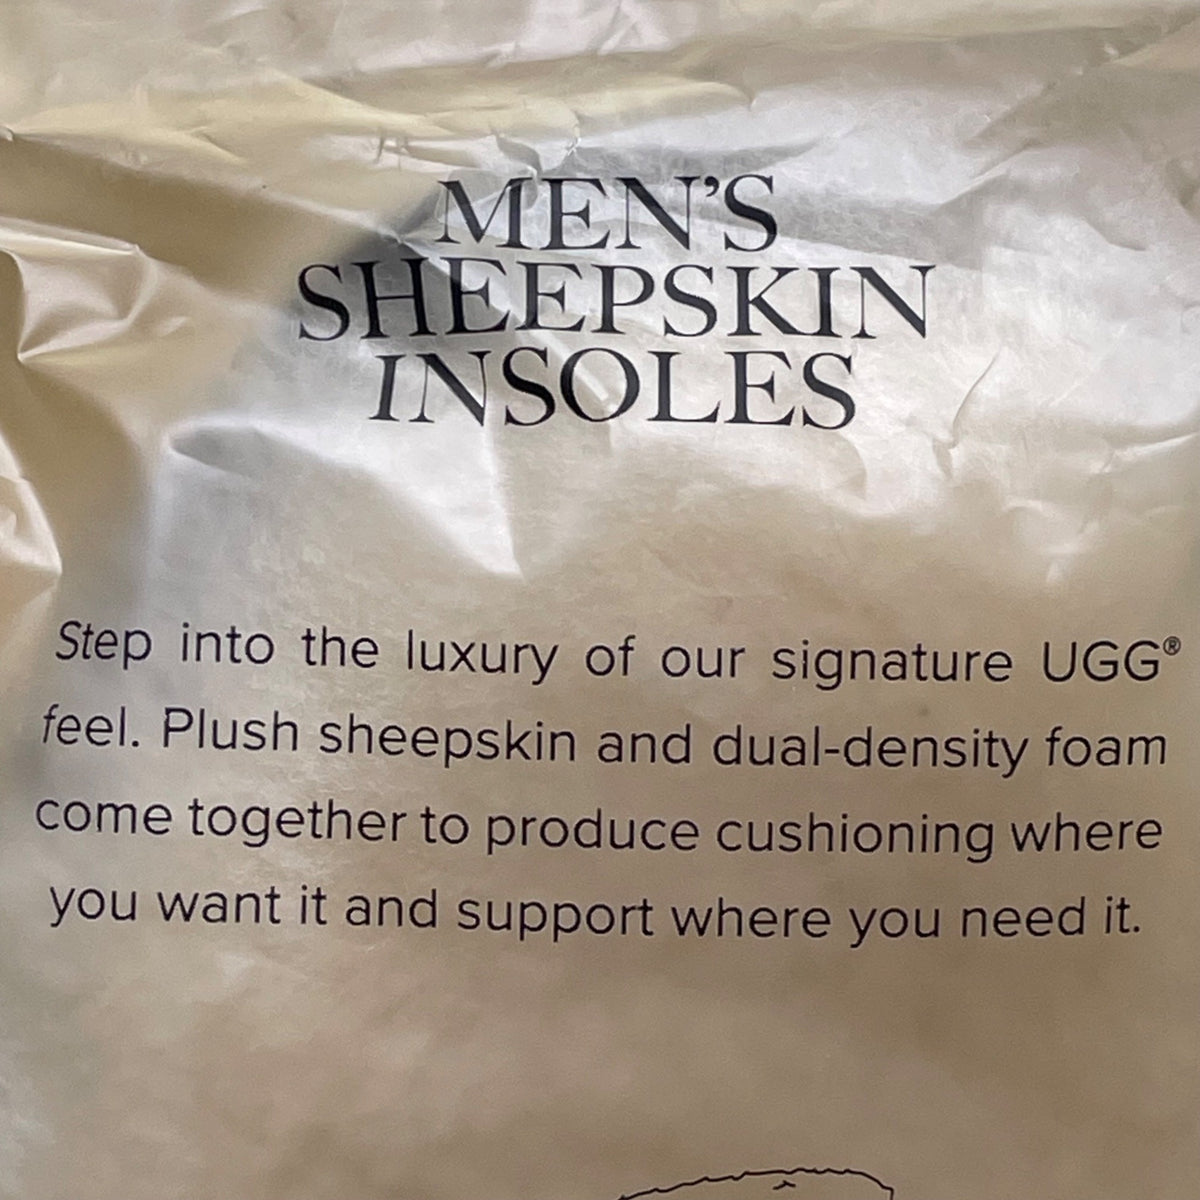 MEN'S
SHEEPSKIN
INSOLES
Step into the luxury of our signature UGG®
feel. Plush sheepskin and dual-density foam
come together to produce cushioning where
you want it and support where you need it.